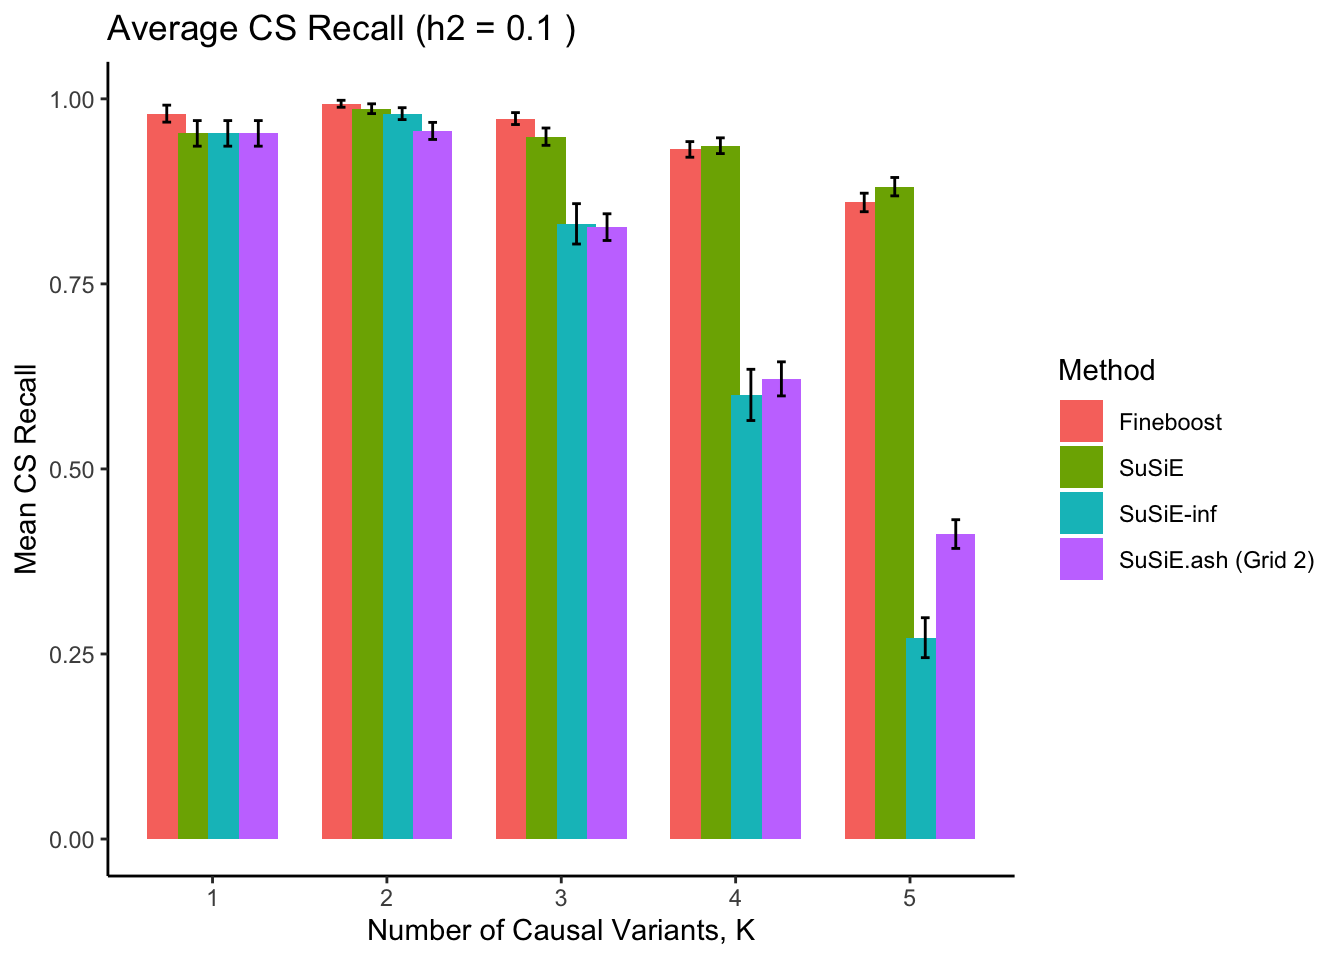 Average CS Recall (h2 = 0.1 )
Mean CS Recall
1.00
0.75
0.50
0.25
0.00
1 2 3 4 5
Number of Causal Variants, K
Method
Fineboost
SuSiE
SuSiE-inf
SuSiE.ash (Grid 2)